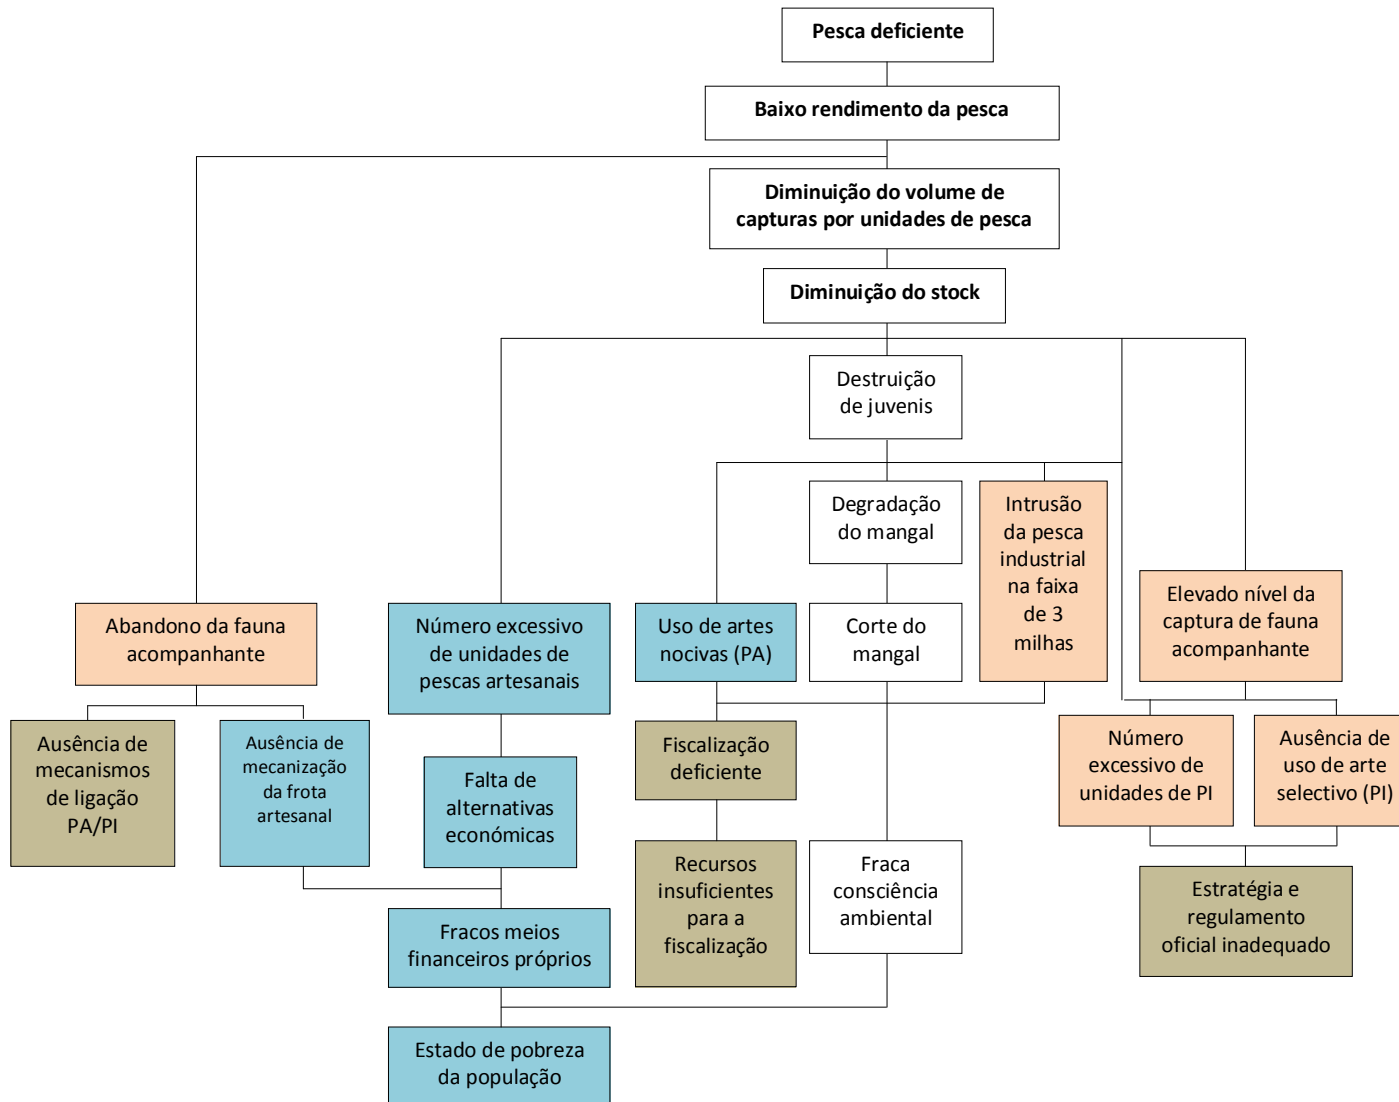 Pesca deficiente
Baixo rendimento da pesca
Diminuição do volume de
capturas por unidades de pesca
Diminuição do stock
Destruição
de juvenis
Degradação
do mangal
Intrusão
da pesca
industrial
na faixa
de 3
milhas
Elevado nível da
captura de fauna
acompanhante
Abandono da fauna
acompanhante
Número excessivo
de unidades de
pescas artesanais
Uso de artes
nocivas (PA)
Corte do
mangal
Ausência de
mecanismos
de ligação
PA/PI
Ausência de
mecanização
da frota
artesanal
Falta de
alternativas
económicas
Fiscalização
deficiente
Número
excessivo de
unidades de PI
Ausência de
uso de arte
selectivo (PI)
Recursos
insuficientes
para a
fiscalização
Fraca
consciência
ambiental
Estratégia e
regulamento
oficial inadequado
Fracos meios
financeiros próprios
Estado de pobreza
da população